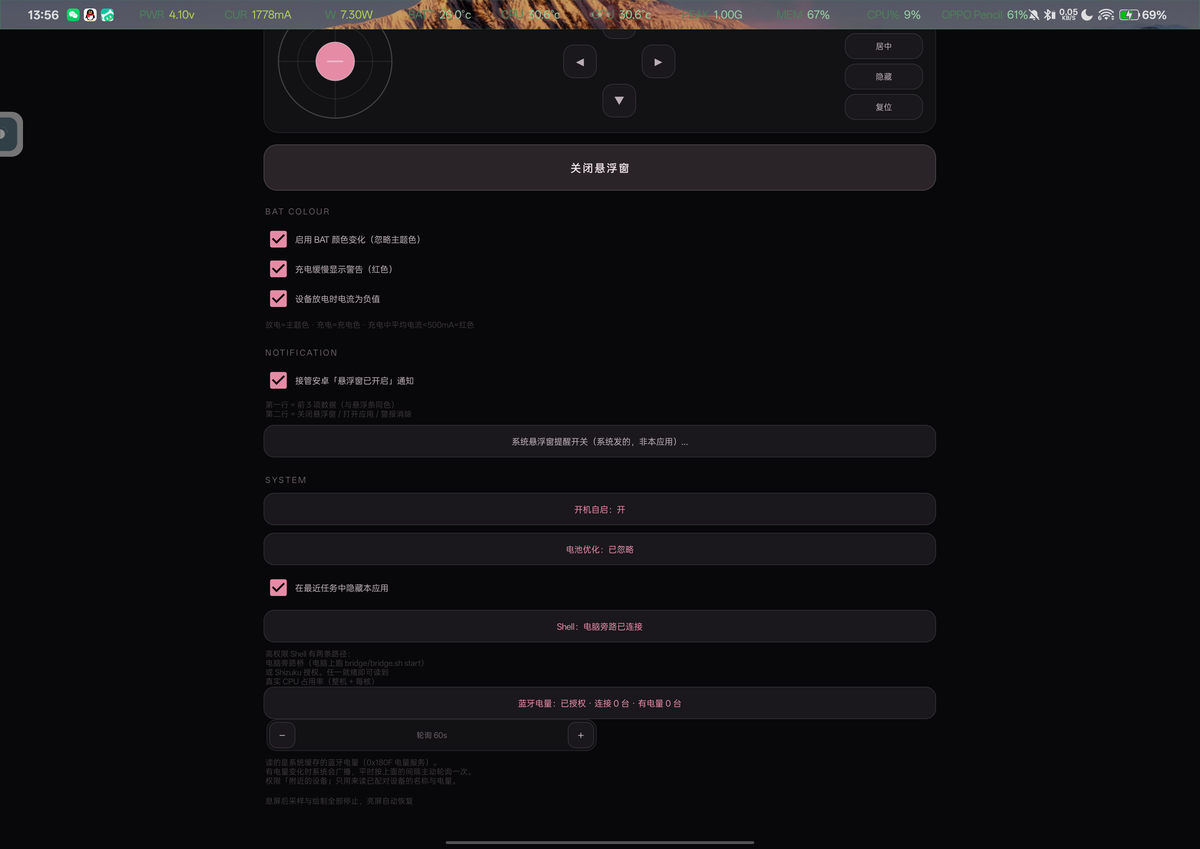 13:56 PWR 4.10v CUR 1778mA W 7.30W 26.0°c 30.6°c 30.6°c 1.00G MEM 67% CPU% 9% OPPO Pencil 61% 0.05 KB/S 69%
◀ ▶
▼
居中
隐藏
复位
关闭悬浮窗
BAT COLOUR
启用 BAT 颜色变化（忽略主题色）
充电缓慢显示警告（红色）
设备放电时电流为负值
放电=主题色 · 充电=充电色 · 充电中平均电流<500mA=红色
NOTIFICATION
接管安卓「悬浮窗已开启」通知
第一行 = 前 3 项数据（与悬浮条同色）
第二行 = 关闭悬浮窗 / 打开应用 / 警报消除
系统悬浮窗提醒开关（系统发的，非本应用）...
SYSTEM
开机自启：开
电池优化：已忽略
在最近任务中隐藏本应用
Shell：电脑旁路已连接
高权限 Shell 有两条路径：
电脑旁路桥（电脑上跑 bridge/bridge.sh start）
或 Shizuku 授权。任一就绪即可读到
真实 CPU 占用率（整机 + 每核）
蓝牙电量：已授权 · 连接 0 台 · 有电量 0 台
− 轮询 60s +
读的是系统缓存的蓝牙电量（0x180F 电量服务）。
有电量变化时系统会广播，平时按上面的间隔主动轮询一次。
权限「附近的设备」只用来读已配对设备的名称与电量。
息屏后采样与绘制全部停止，亮屏自动恢复